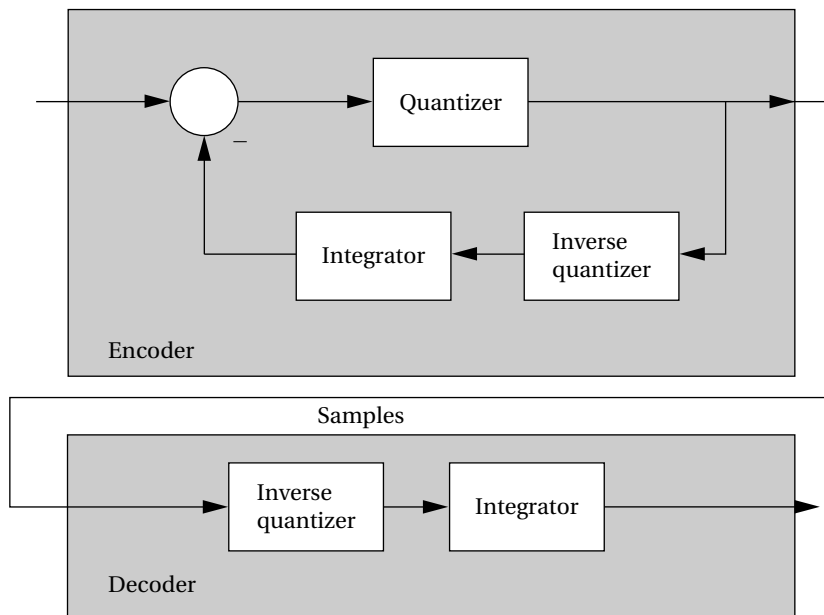 Quantizer
–
Integrator
Inverse
quantizer
Encoder
Samples
Inverse
quantizer
Integrator
Decoder